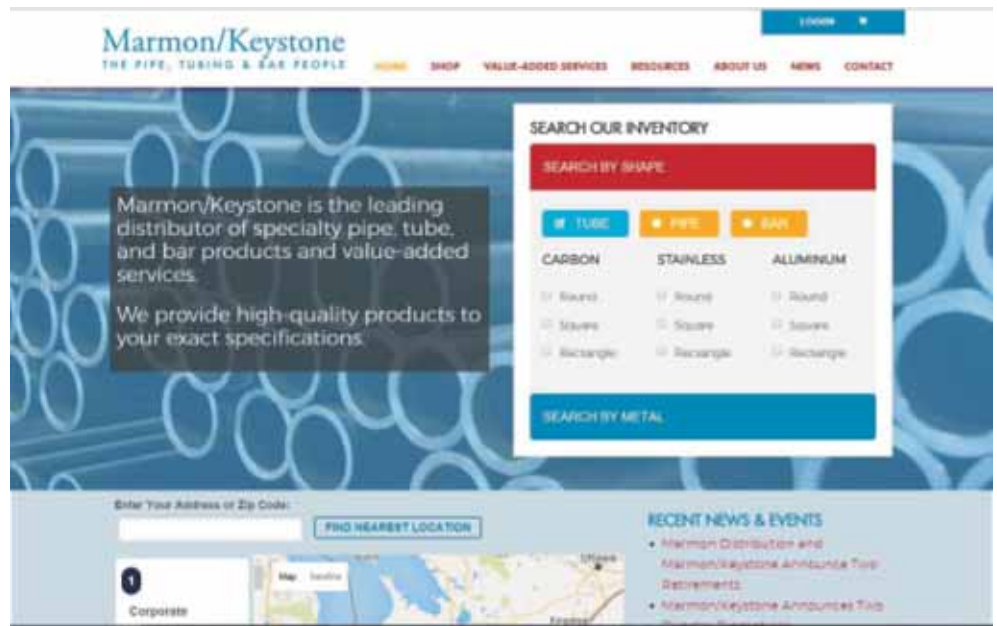 LOGIN
Marmon/Keystone
THE PIPE, TUBING & BAR PEOPLE
HOME SHOP VALUE-ADDED SERVICES RESOURCES ABOUT US NEWS CONTACT
SEARCH OUR INVENTORY
SEARCH BY SHAPE
TUBE PIPE BAR
CARBON STAINLESS ALUMINUM
Round Round Round
Square Square Square
Rectangle Rectangle Rectangle
SEARCH BY METAL
Marmon/Keystone is the leading
distributor of specialty pipe, tube,
and bar products and value-added
services.
We provide high-quality products to
your exact specifications.
Enter Your Address or Zip Code:
FIND NEAREST LOCATION
1
Corporate
Map Satellite
Ottawa
RECENT NEWS & EVENTS
Marmon Distribution and
Marmon/Keystone Announce Two
Retirements
Marmon/Keystone Announces Two